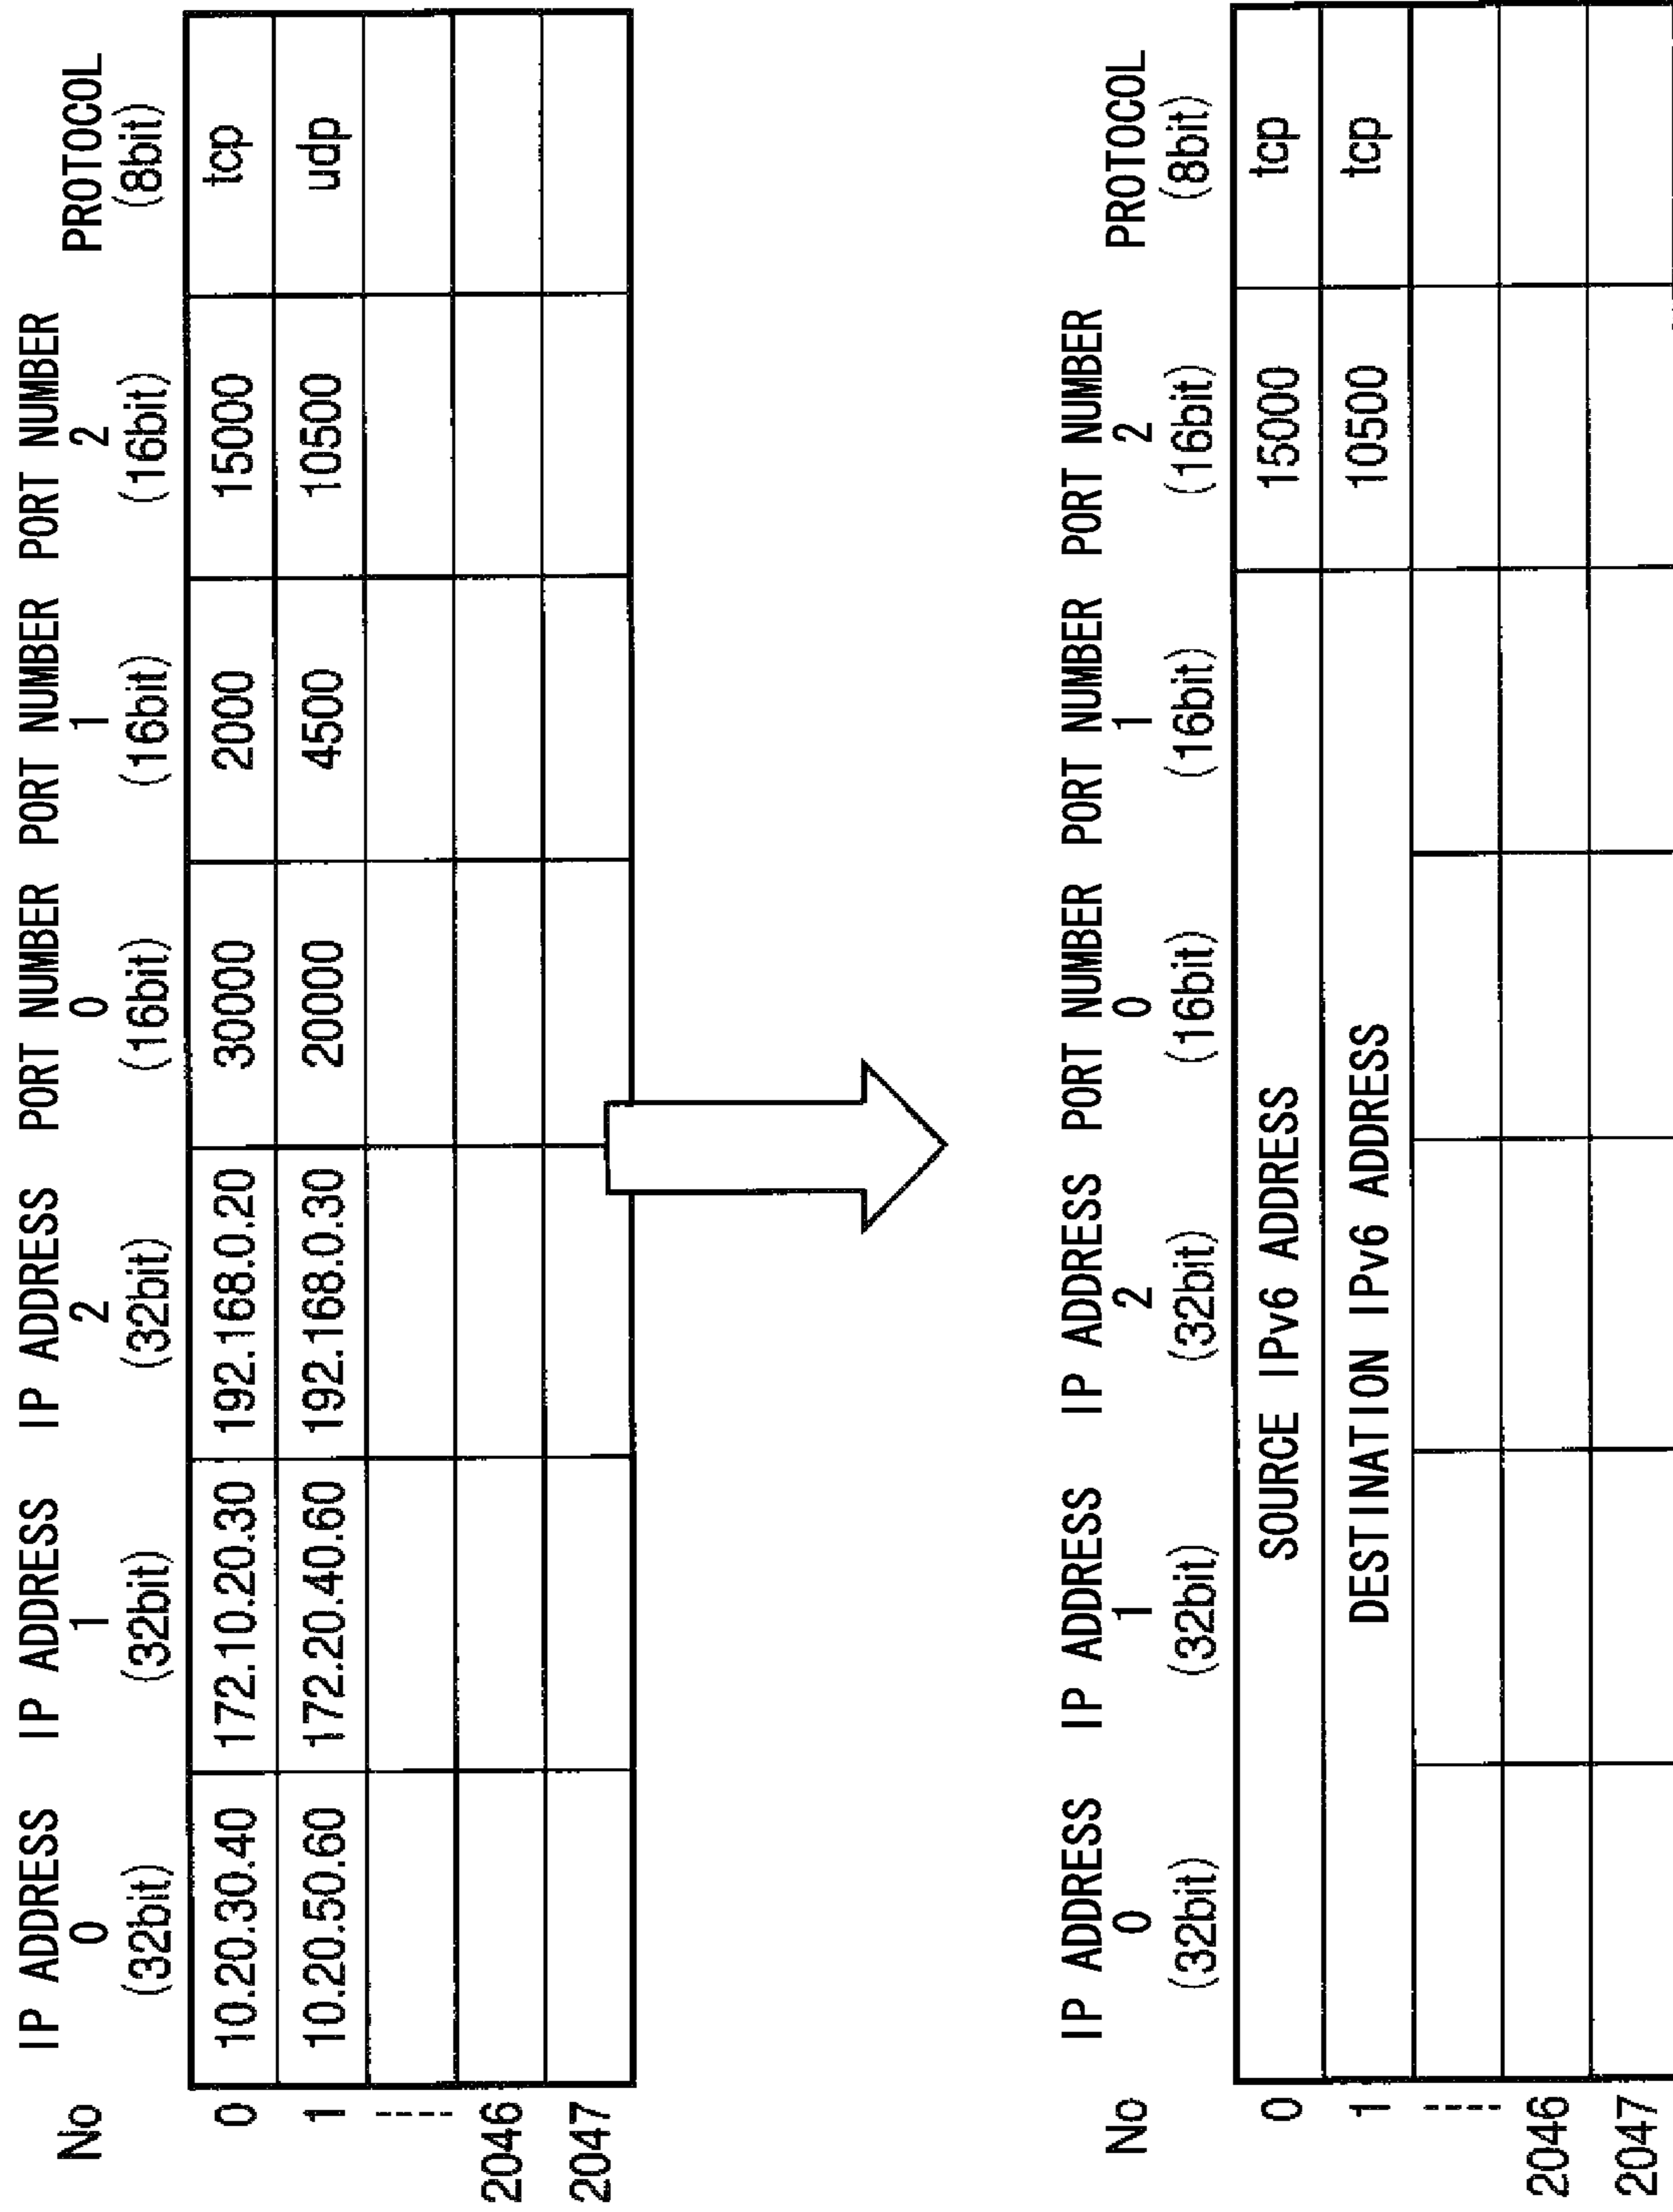 IP ADDRESS IP ADDRESS IP ADDRESS PORT NUMBER PORT NUMBER PORT NUMBER PROTOCOL
No 0 1 2 0 1 2 (8bit)
(32bit) (32bit) (32bit) (16bit) (16bit) (16bit)
0 10.20.30.40 172.10.20.30 192.168.0.20 30000 2000 15000 tcp
1 10.20.50.60 172.20.40.60 192.168.0.30 20000 4500 10500 udp
2046
2047
IP ADDRESS IP ADDRESS IP ADDRESS PORT NUMBER PORT NUMBER PORT NUMBER PROTOCOL
No 0 1 2 0 1 2 (8bit)
(32bit) (32bit) (32bit) (16bit) (16bit) (16bit)
0 SOURCE IPv6 ADDRESS 15000 tcp
1 DESTINATION IPv6 ADDRESS 10500 tcp
2046
2047